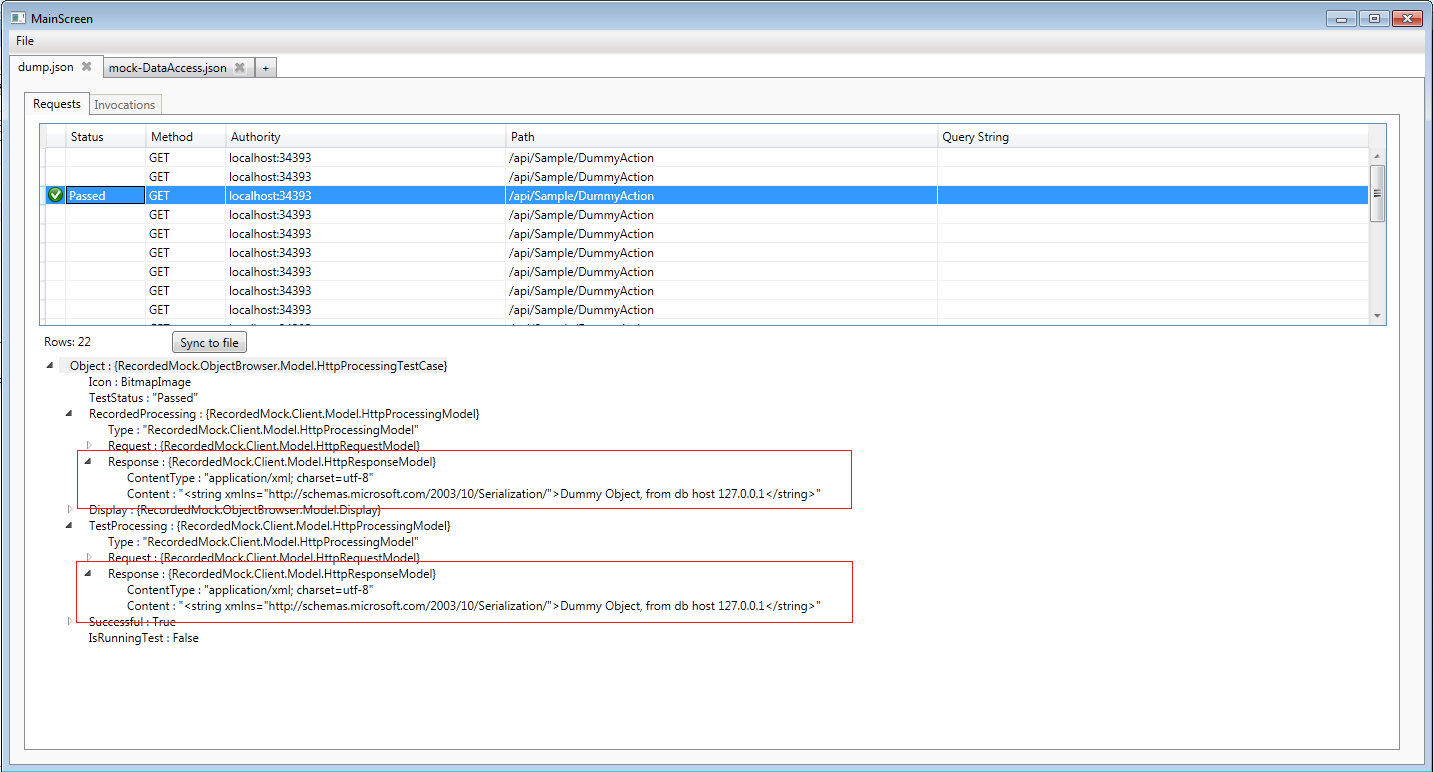 MainScreen
File
dump.json mock-DataAccess.json +
Requests Invocations
Status Method Authority Path Query String
GET localhost:34393 /api/Sample/DummyAction
GET localhost:34393 /api/Sample/DummyAction
Passed GET localhost:34393 /api/Sample/DummyAction
GET localhost:34393 /api/Sample/DummyAction
GET localhost:34393 /api/Sample/DummyAction
GET localhost:34393 /api/Sample/DummyAction
GET localhost:34393 /api/Sample/DummyAction
GET localhost:34393 /api/Sample/DummyAction
GET localhost:34393 /api/Sample/DummyAction
Rows: 22 Sync to file
Object : {RecordedMock.ObjectBrowser.Model.HttpProcessingTestCase}
Icon : BitmapImage
TestStatus : "Passed"
RecordedProcessing : {RecordedMock.Client.Model.HttpProcessingModel}
Type : "RecordedMock.Client.Model.HttpProcessingModel"
Request : {RecordedMock.Client.Model.HttpRequestModel}
Response : {RecordedMock.Client.Model.HttpResponseModel}
ContentType : "application/xml; charset=utf-8"
Content : "<string xmlns="http://schemas.microsoft.com/2003/10/Serialization/">Dummy Object, from db host 127.0.0.1</string>"
Display : {RecordedMock.ObjectBrowser.Model.Display}
TestProcessing : {RecordedMock.Client.Model.HttpProcessingModel}
Type : "RecordedMock.Client.Model.HttpProcessingModel"
Request : {RecordedMock.Client.Model.HttpRequestModel}
Response : {RecordedMock.Client.Model.HttpResponseModel}
ContentType : "application/xml; charset=utf-8"
Content : "<string xmlns="http://schemas.microsoft.com/2003/10/Serialization/">Dummy Object, from db host 127.0.0.1</string>"
Successful : True
IsRunningTest : False